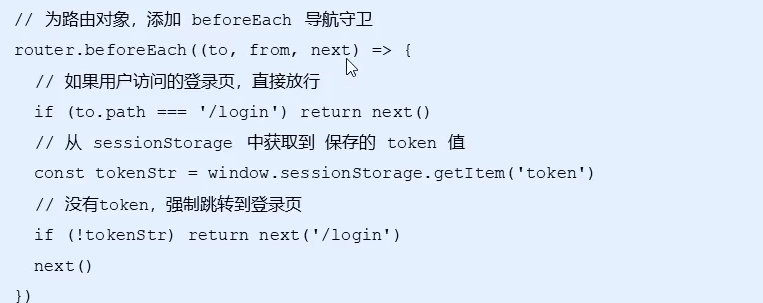 // 为路由对象，添加 beforeEach 导航守卫
router.beforeEach((to, from, next) => {
// 如果用户访问的登录页，直接放行
if (to.path === '/login') return next()
// 从 sessionStorage 中获取到 保存的 token 值
const tokenStr = window.sessionStorage.getItem('token')
// 没有token，强制跳转到登录页
if (!tokenStr) return next('/login')
next()
})